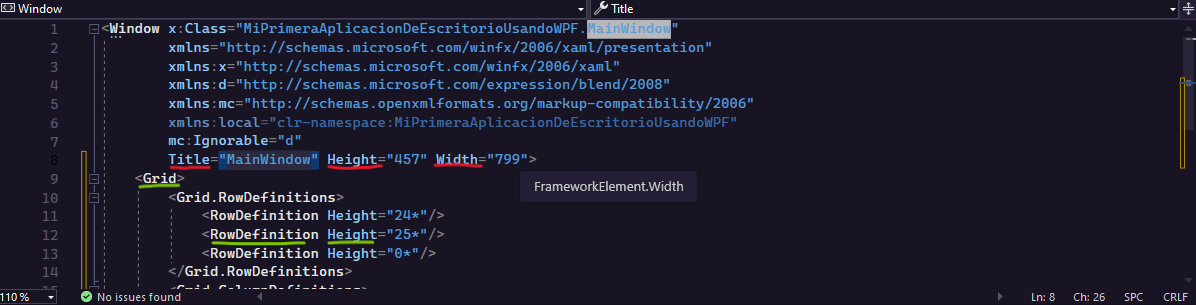 Window Title
1 <Window x:Class="MiPrimeraAplicacionDeEscritorioUsandoWPF.MainWindow"
2 xmlns="http://schemas.microsoft.com/winfx/2006/xaml/presentation"
3 xmlns:x="http://schemas.microsoft.com/winfx/2006/xaml"
4 xmlns:d="http://schemas.microsoft.com/expression/blend/2008"
5 xmlns:mc="http://schemas.openxmlformats.org/markup-compatibility/2006"
6 xmlns:local="clr-namespace:MiPrimeraAplicacionDeEscritorioUsandoWPF"
7 mc:Ignorable="d"
8 Title="MainWindow" Height="457" Width="799">
9 <Grid>
FrameworkElement.Width
10 <Grid.RowDefinitions>
11 <RowDefinition Height="24*"/>
12 <RowDefinition Height="25*"/>
13 <RowDefinition Height="0*"/>
14 </Grid.RowDefinitions>
15 <Grid.ColumnDefinitions>
110 % No issues found Ln: 8 Ch: 26 SPC CRLF